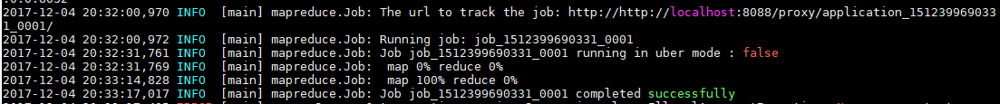 2017-12-04 20:32:00,970 INFO  [main] mapreduce.Job: The url to track the job: http://http://localhost:8088/proxy/application_151239969033
1_0001/
2017-12-04 20:32:00,972 INFO  [main] mapreduce.Job: Running job: job_1512399690331_0001
2017-12-04 20:32:31,761 INFO  [main] mapreduce.Job: Job job_1512399690331_0001 running in uber mode : false
2017-12-04 20:32:31,769 INFO  [main] mapreduce.Job:  map 0% reduce 0%
2017-12-04 20:33:14,828 INFO  [main] mapreduce.Job:  map 100% reduce 0%
2017-12-04 20:33:17,017 INFO  [main] mapreduce.Job: Job job_1512399690331_0001 completed successfully